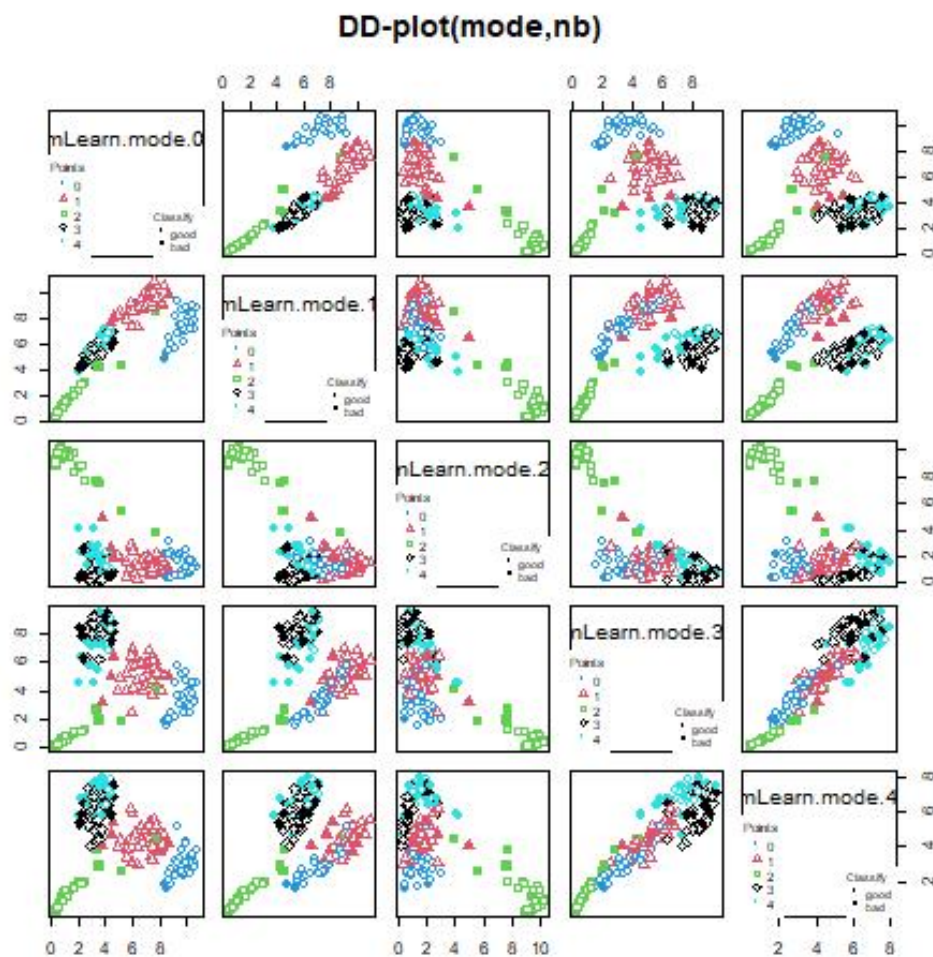 DD-plot(mode,nb)
0 2 4 6 8
0 2 4 6 8
mLearn.mode.0
Points
0
1
2
3
4
Classify
good
bad
0 2 4 6 8
mLearn.mode.1
Points
0
1
2
3
4
Classify
good
bad
0 2 4 6 8
mLearn.mode.2
Points
0
1
2
3
4
Classify
good
bad
0 2 4 6 8
mLearn.mode.3
Points
0
1
2
3
4
Classify
good
bad
0 2 4 6 8
mLearn.mode.4
Points
0
1
2
3
4
Classify
good
bad
2 4 6 8
0 2 4 6 8
0 2 4 6 8 10
2 4 6 8